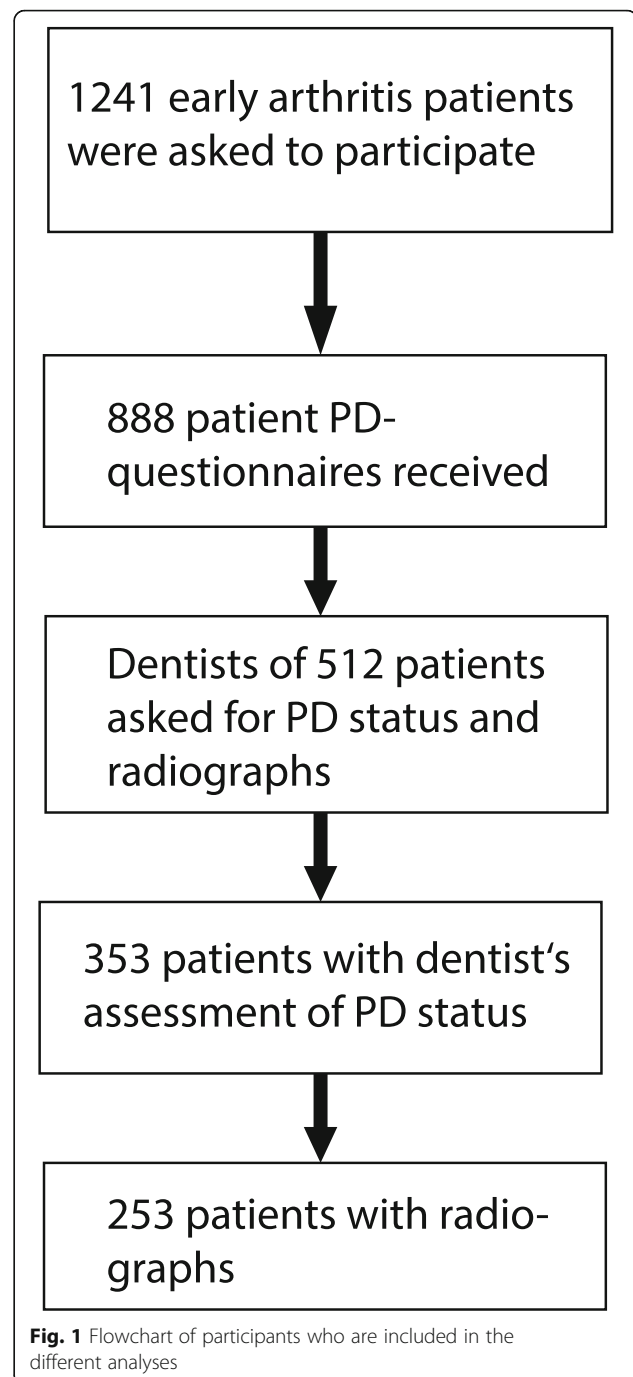 1241 early arthritis patients
were asked to participate
888 patient PD-
questionnaires received
Dentists of 512 patients
asked for PD status and
radiographs
353 patients with dentist‘s
assessment of PD status
253 patients with radio-
graphs
Fig. 1 Flowchart of participants who are included in the
different analyses